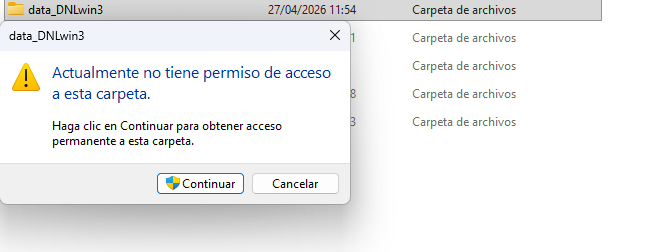 data_DNLwin3 27/04/2026 11:54 Carpeta de archivos
data_DNLwin3
1 Carpeta de archivos
Actualmente no tiene permiso de acceso
a esta carpeta.
Carpeta de archivos
8 Carpeta de archivos
Haga clic en Continuar para obtener acceso
permanente a esta carpeta.
3 Carpeta de archivos
Continuar Cancelar